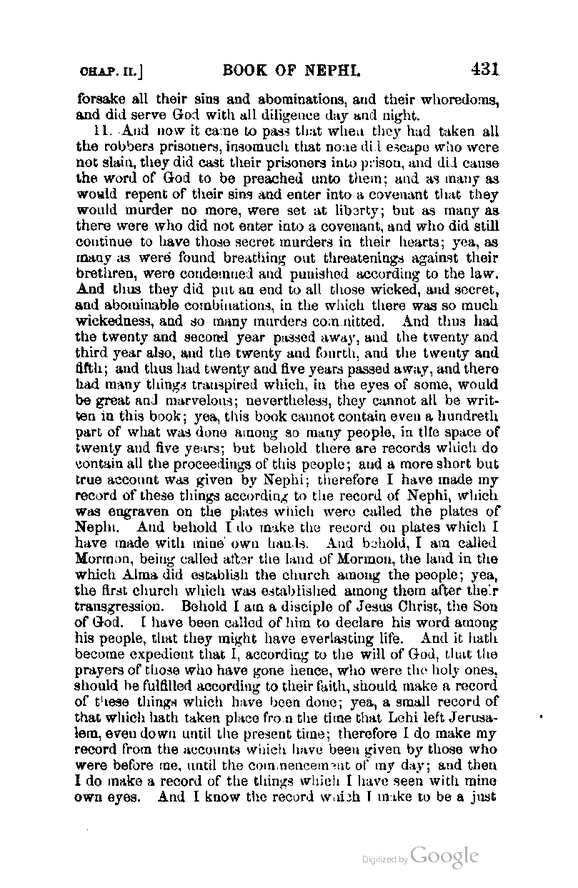 CHAP. II.] BOOK OF NEPHI. 431
forsake all their sins and abominations, and their whoredoms,
and did serve God with all diligence day and night.
11. And now it came to pass that when they had taken all
the robbers prisoners, insomuch that none did escape who were
not slain, they did cast their prisoners into prison, and did cause
the word of God to be preached unto them; and as many as
would repent of their sins and enter into a covenant that they
would murder no more, were set at liberty; but as many as
there were who did not enter into a covenant, and who did still
continue to have those secret murders in their hearts; yea, as
many as were found breathing out threatenings against their
brethren, were condemned and punished according to the law.
And thus they did put an end to all those wicked, and secret,
and abominable combinations, in the which there was so much
wickedness, and so many murders committed. And thus had
the twenty and second year passed away, and the twenty and
third year also, and the twenty and fourth, and the twenty and
fifth; and thus had twenty and five years passed away, and there
had many things transpired which, in the eyes of some, would
be great and marvelous; nevertheless, they cannot all be writ-
ten in this book; yea, this book cannot contain even a hundreth
part of what was done among so many people, in the space of
twenty and five years; but behold there are records which do
contain all the proceedings of this people; and a more short but
true account was given by Nephi; therefore I have made my
record of these things according to the record of Nephi, which
was engraven on the plates which were called the plates of
Nephi. And behold I do make the record on plates which I
have made with mine own hands. And behold, I am called
Mormon, being called after the land of Mormon, the land in the
which Alma did establish the church among the people; yea,
the first church which was established among them after their
transgression. Behold I am a disciple of Jesus Christ, the Son
of God. I have been called of him to declare his word among
his people, that they might have everlasting life. And it hath
become expedient that I, according to the will of God, that the
prayers of those who have gone hence, who were the holy ones,
should be fulfilled according to their faith, should make a record
of these things which have been done; yea, a small record of
that which hath taken place from the time that Lehi left Jerusa-
lem, even down until the present time; therefore I do make my
record from the accounts which have been given by those who
were before me, until the commencement of my day; and then
I do make a record of the things which I have seen with mine
own eyes. And I know the record which I make to be a just
Digitized by Google